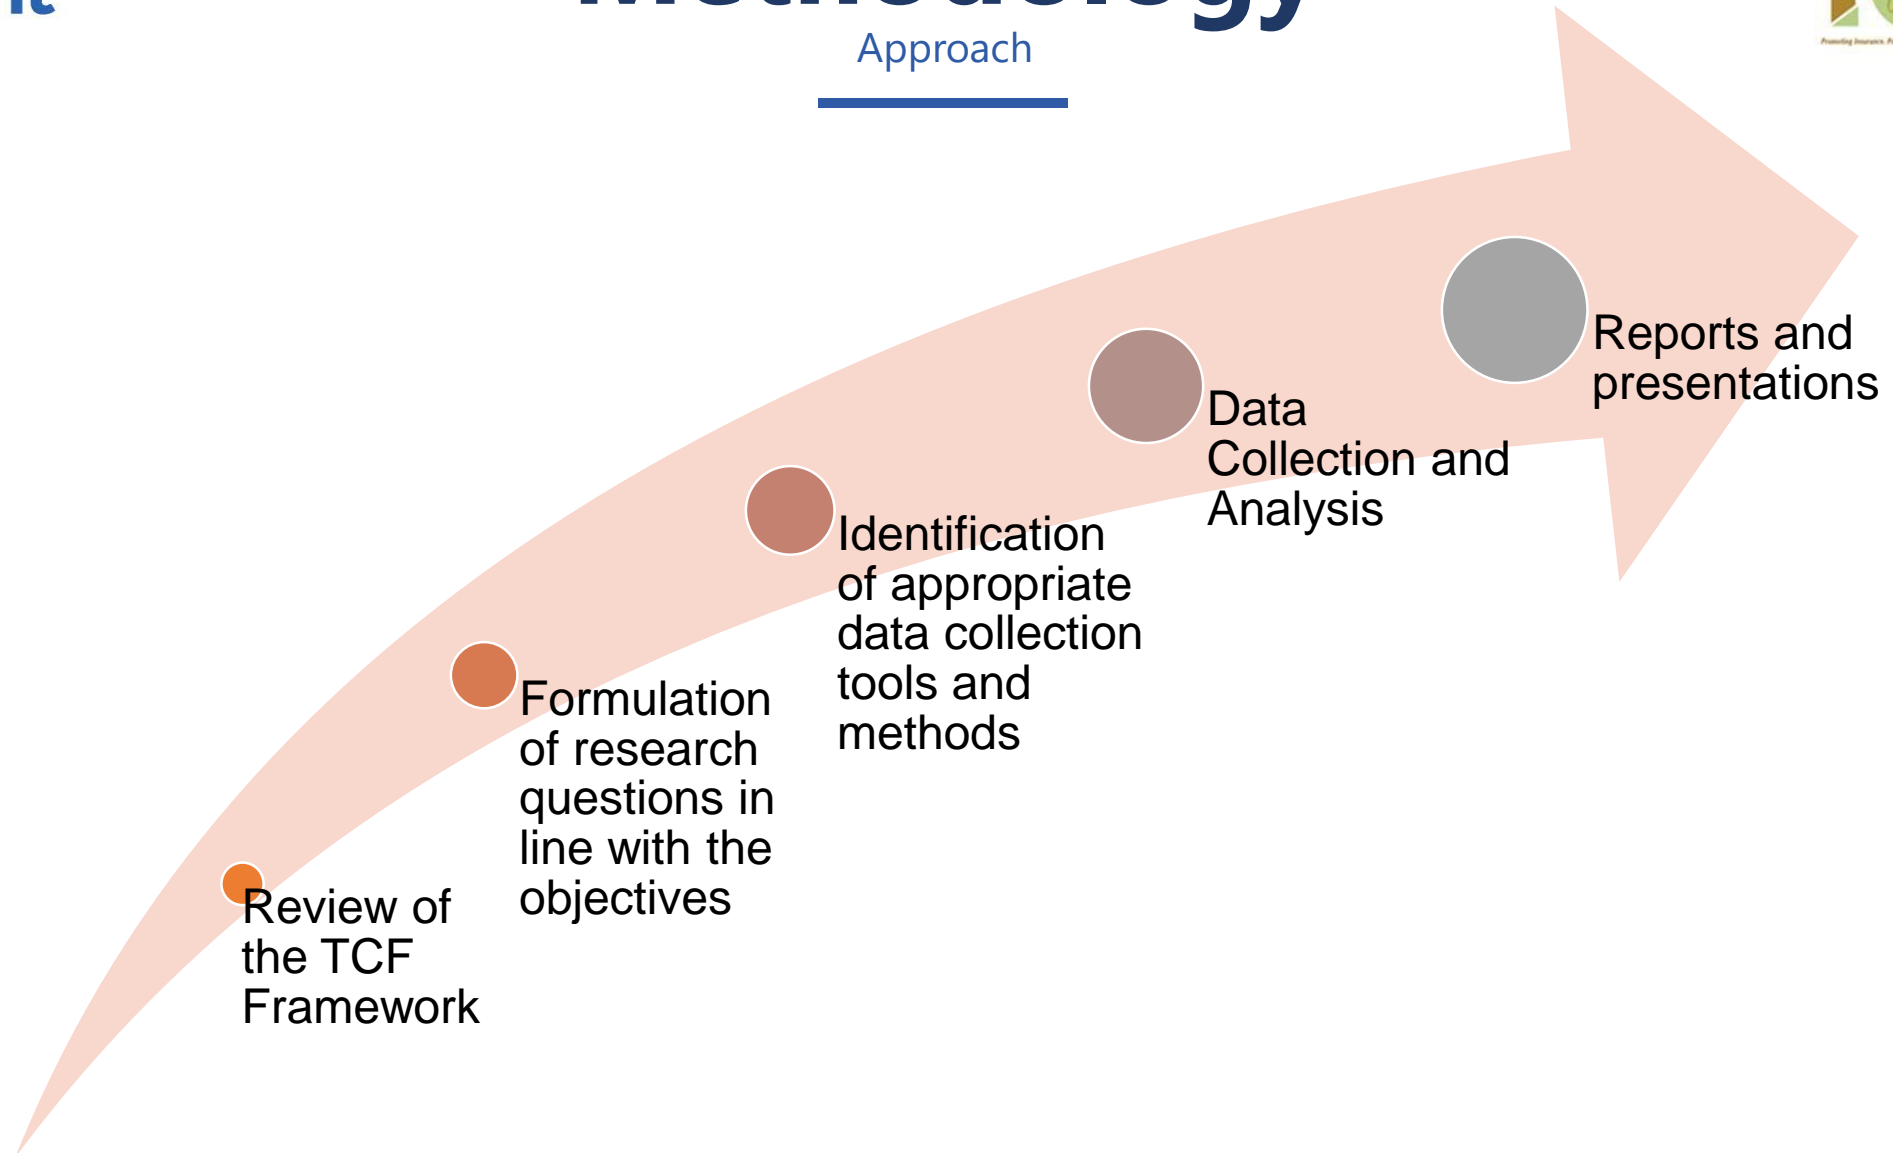 Methodology
Approach
Reports and
presentations
Data
Collection and
Analysis
Identification
of appropriate
data collection
tools and
methods
Formulation
of research
questions in
line with the
objectives
Review of
the TCF
Framework